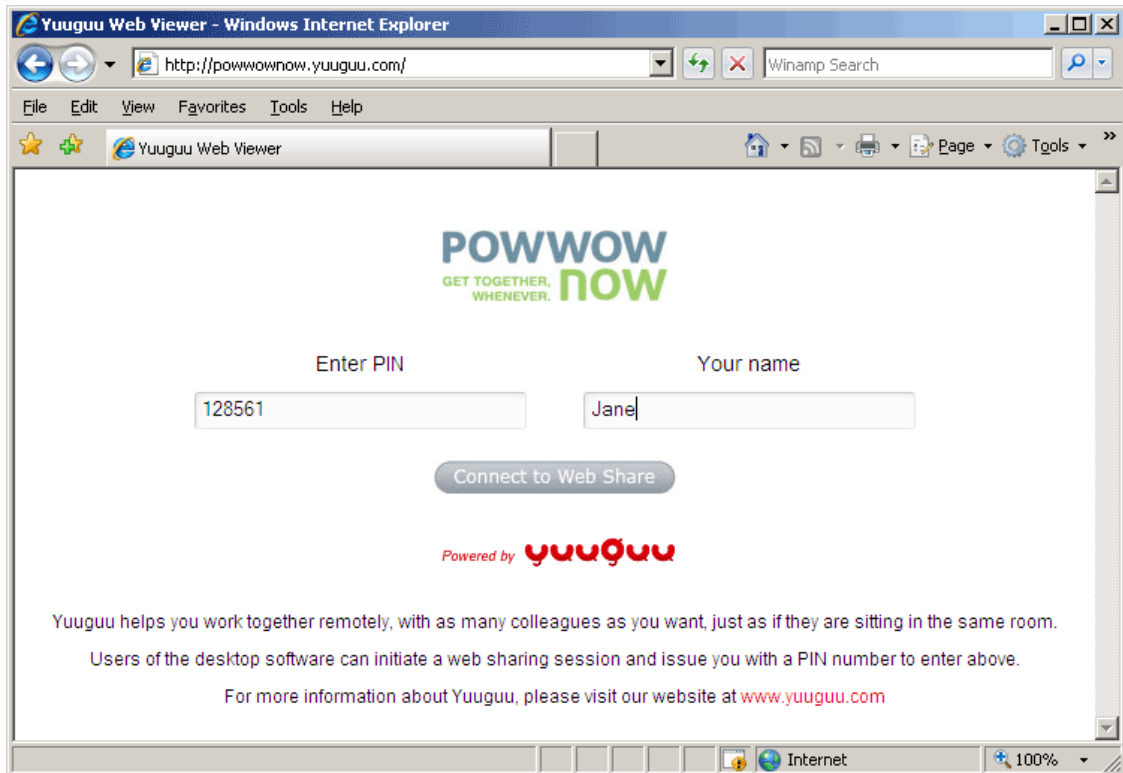 Yuuguu Web Viewer - Windows Internet Explorer
http://powwownow.yuuguu.com/
Winamp Search
File Edit View Favorites Tools Help
Yuuguu Web Viewer
Page Tools »
POWWOW
GET TOGETHER,
WHENEVER.
NOW
Enter PIN Your name
128561 Jane
Connect to Web Share
Powered by yuuguu
Yuuguu helps you work together remotely, with as many colleagues as you want, just as if they are sitting in the same room.
Users of the desktop software can initiate a web sharing session and issue you with a PIN number to enter above.
For more information about Yuuguu, please visit our website at www.yuuguu.com
Internet 100%